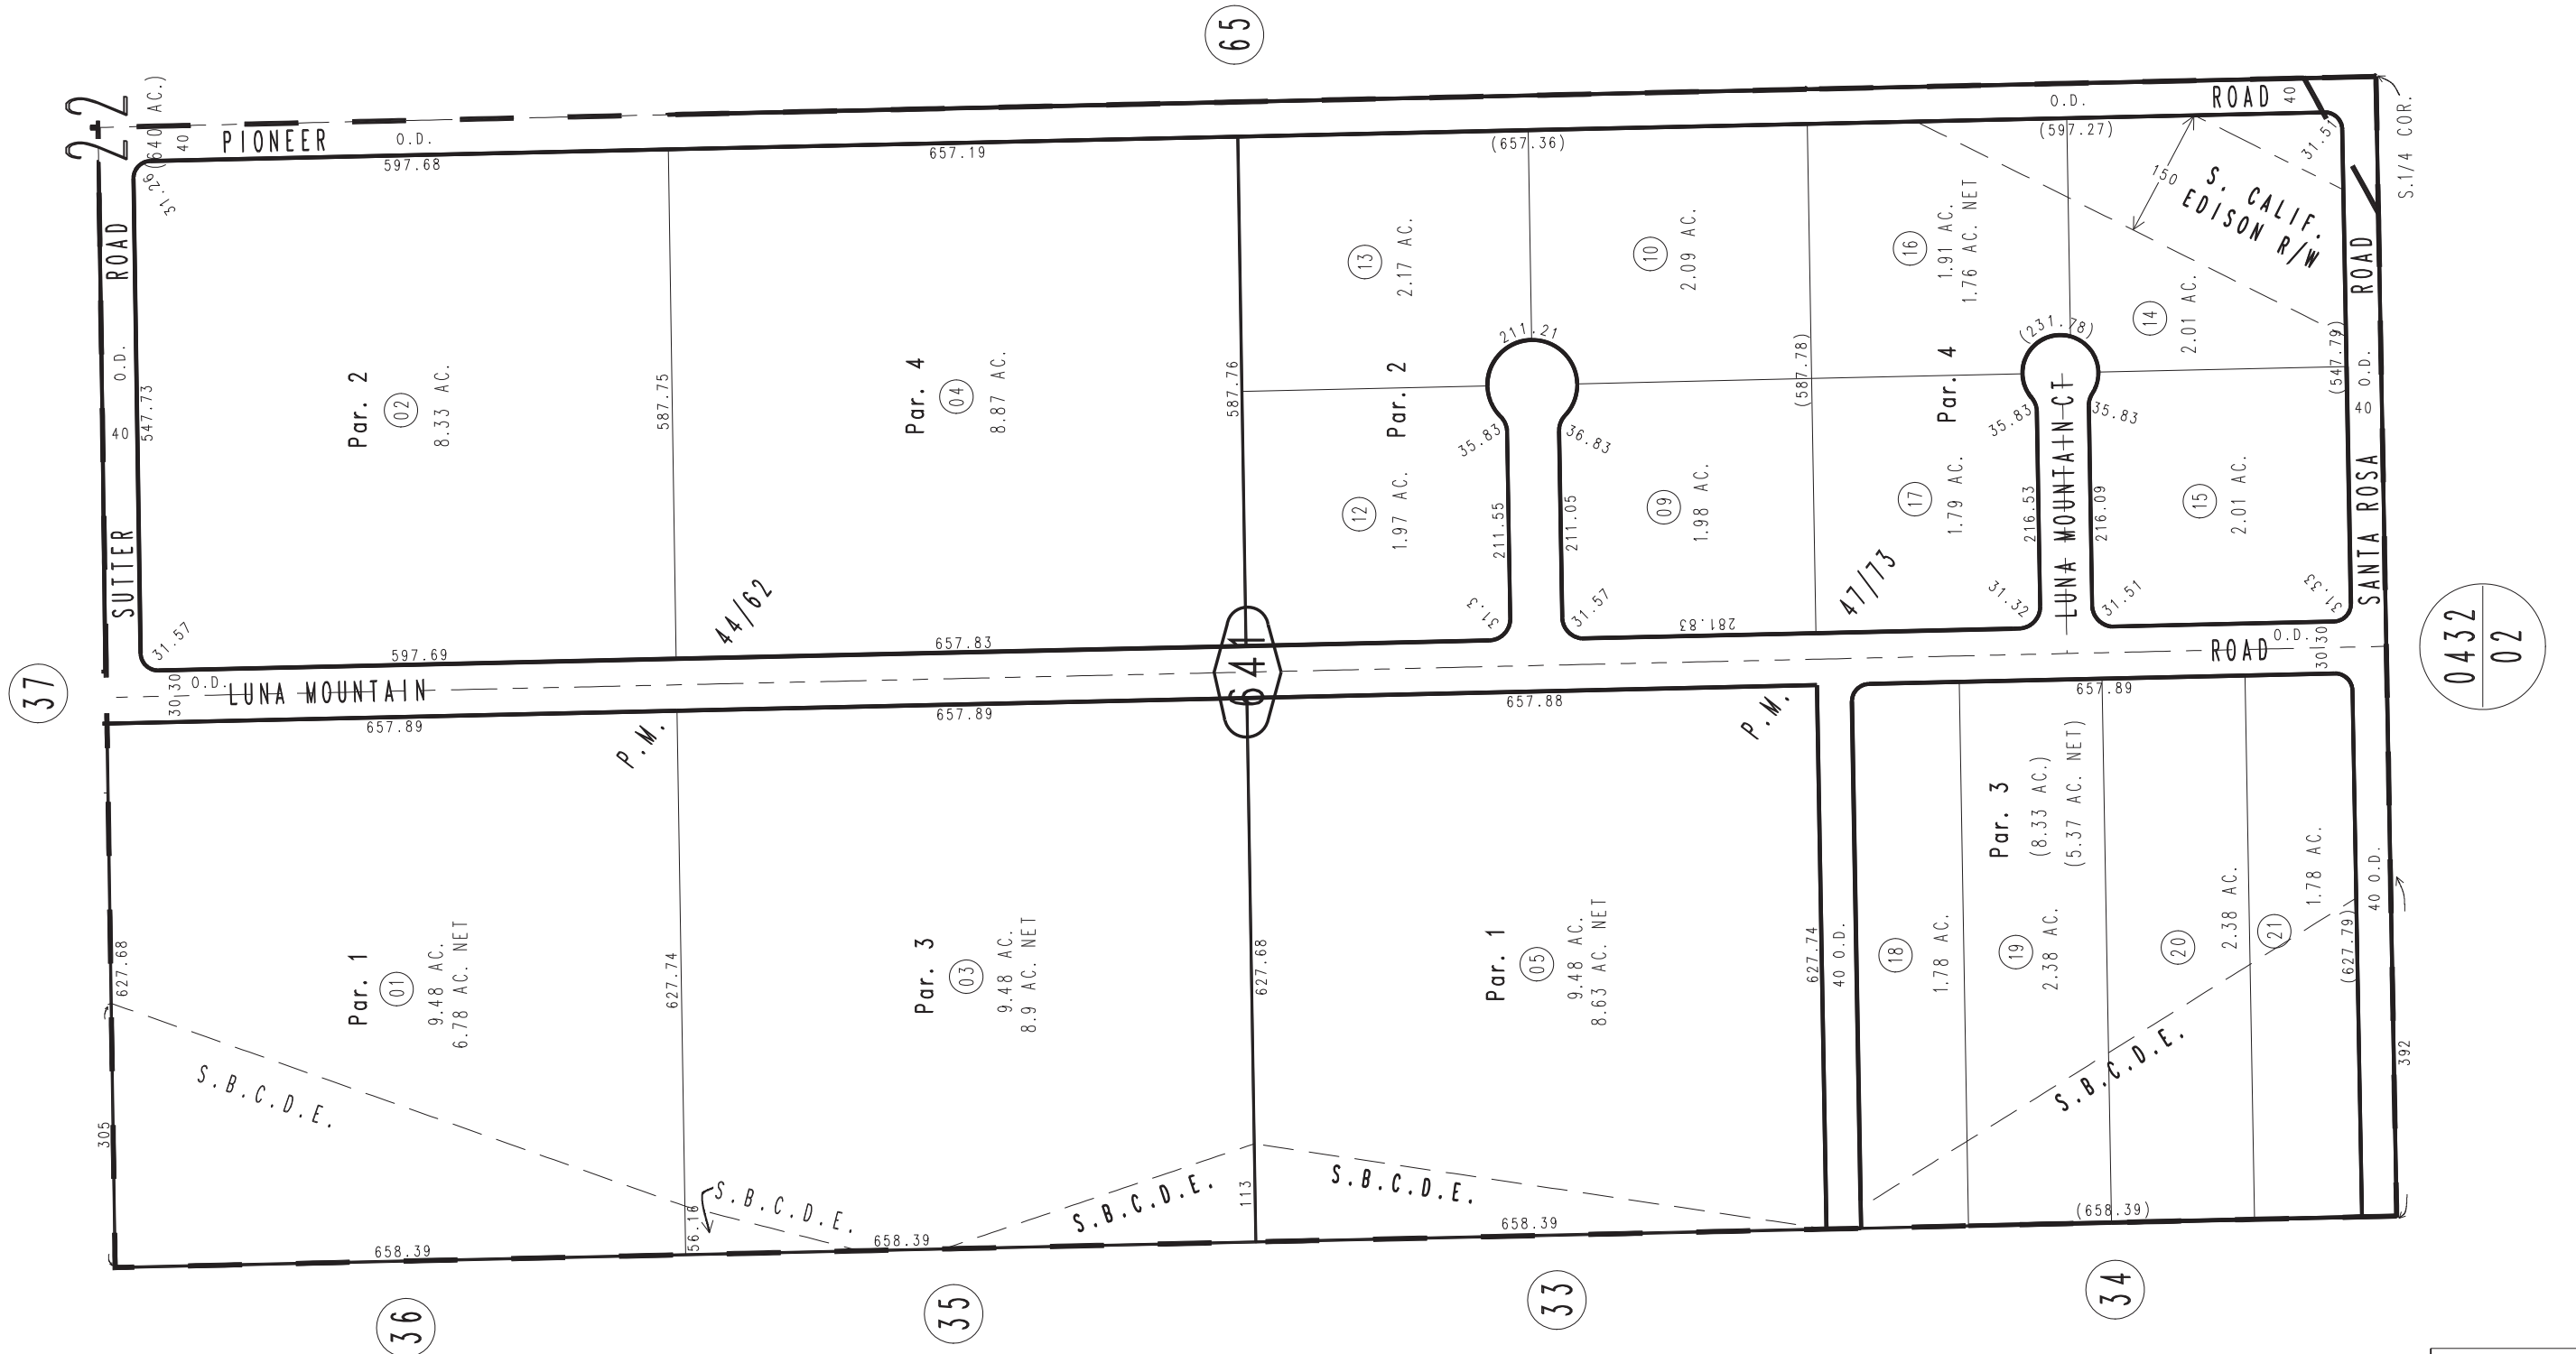 65
2-2
(640 AC.)
40
PIONEER
O.D.
597.68
657.19
(657.36)
O.D.
(597.27)
ROAD
40
S.1/4 COR.
31.26
31.51
SUTTER
40
O.D.
ROAD
547.73
Par. 2
02
8.33 AC.
587.75
Par. 4
04
8.87 AC.
587.76
13
2.17 AC.
10
2.09 AC.
16
1.91 AC.
1.76 AC. NET
150
S. CALIF.
EDISON R/W
14
2.01 AC.
211.21
(231.78)
Par. 2
(587.78)
Par. 4
(547.79)
35.83
36.83
35.83
35.83
12
1.97 AC.
211.55
211.05
09
1.98 AC.
17
1.79 AC.
216.53
LUNA MOUNTAIN CT
216.09
15
2.01 AC.
SANTA ROSA
40
O.D.
ROAD
31.57
597.69
44/62
657.83
31.3
31.57
281.83
47/73
31.32
31.51
31.33
37
30
30
O.D.
LUNA MOUNTAIN
641
ROAD
O.D.
30
30
0432
02
657.89
P.M.
657.89
657.88
P.M.
657.89
627.68
Par. 1
01
9.48 AC.
6.78 AC. NET
627.74
Par. 3
03
9.48 AC.
8.9 AC. NET
627.68
Par. 1
05
9.48 AC.
8.63 AC. NET
627.74
40 O.D.
18
1.78 AC.
Par. 3
(8.33 AC.)
(5.37 AC. NET)
19
2.38 AC.
20
2.38 AC.
21
1.78 AC.
(627.79)
40 O.D.
392
305
S.B.C.D.E.
56.16
S.B.C.D.E.
S.B.C.D.E.
113
S.B.C.D.E.
S.B.C.D.E.
658.39
658.39
658.39
(658.39)
36
35
33
34